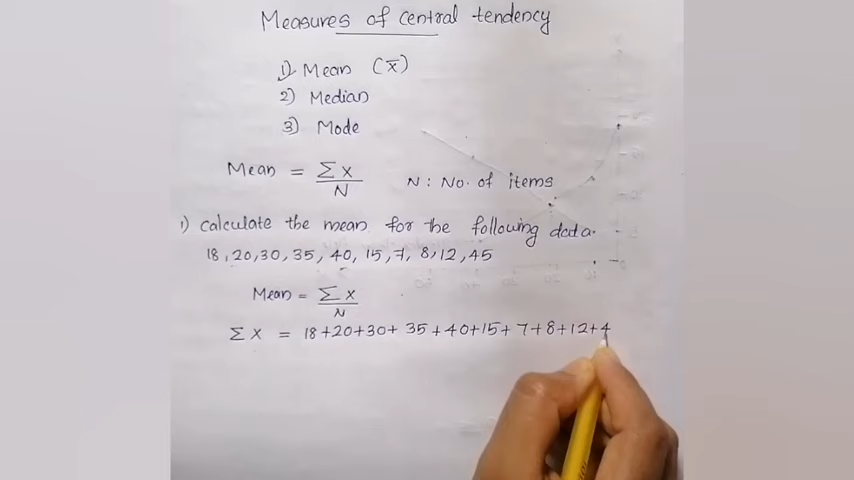 Measures of central tendency
1) Mean (x̄)
2) Median
3) Mode
Mean = Σx/N N : No. of items
1) calculate the mean for the following data.
18, 20, 30, 35, 40, 15, 7, 8, 12, 45
Mean = Σx/N
Σx = 18+20+30+ 35 +40+15+ 7+8+12+4